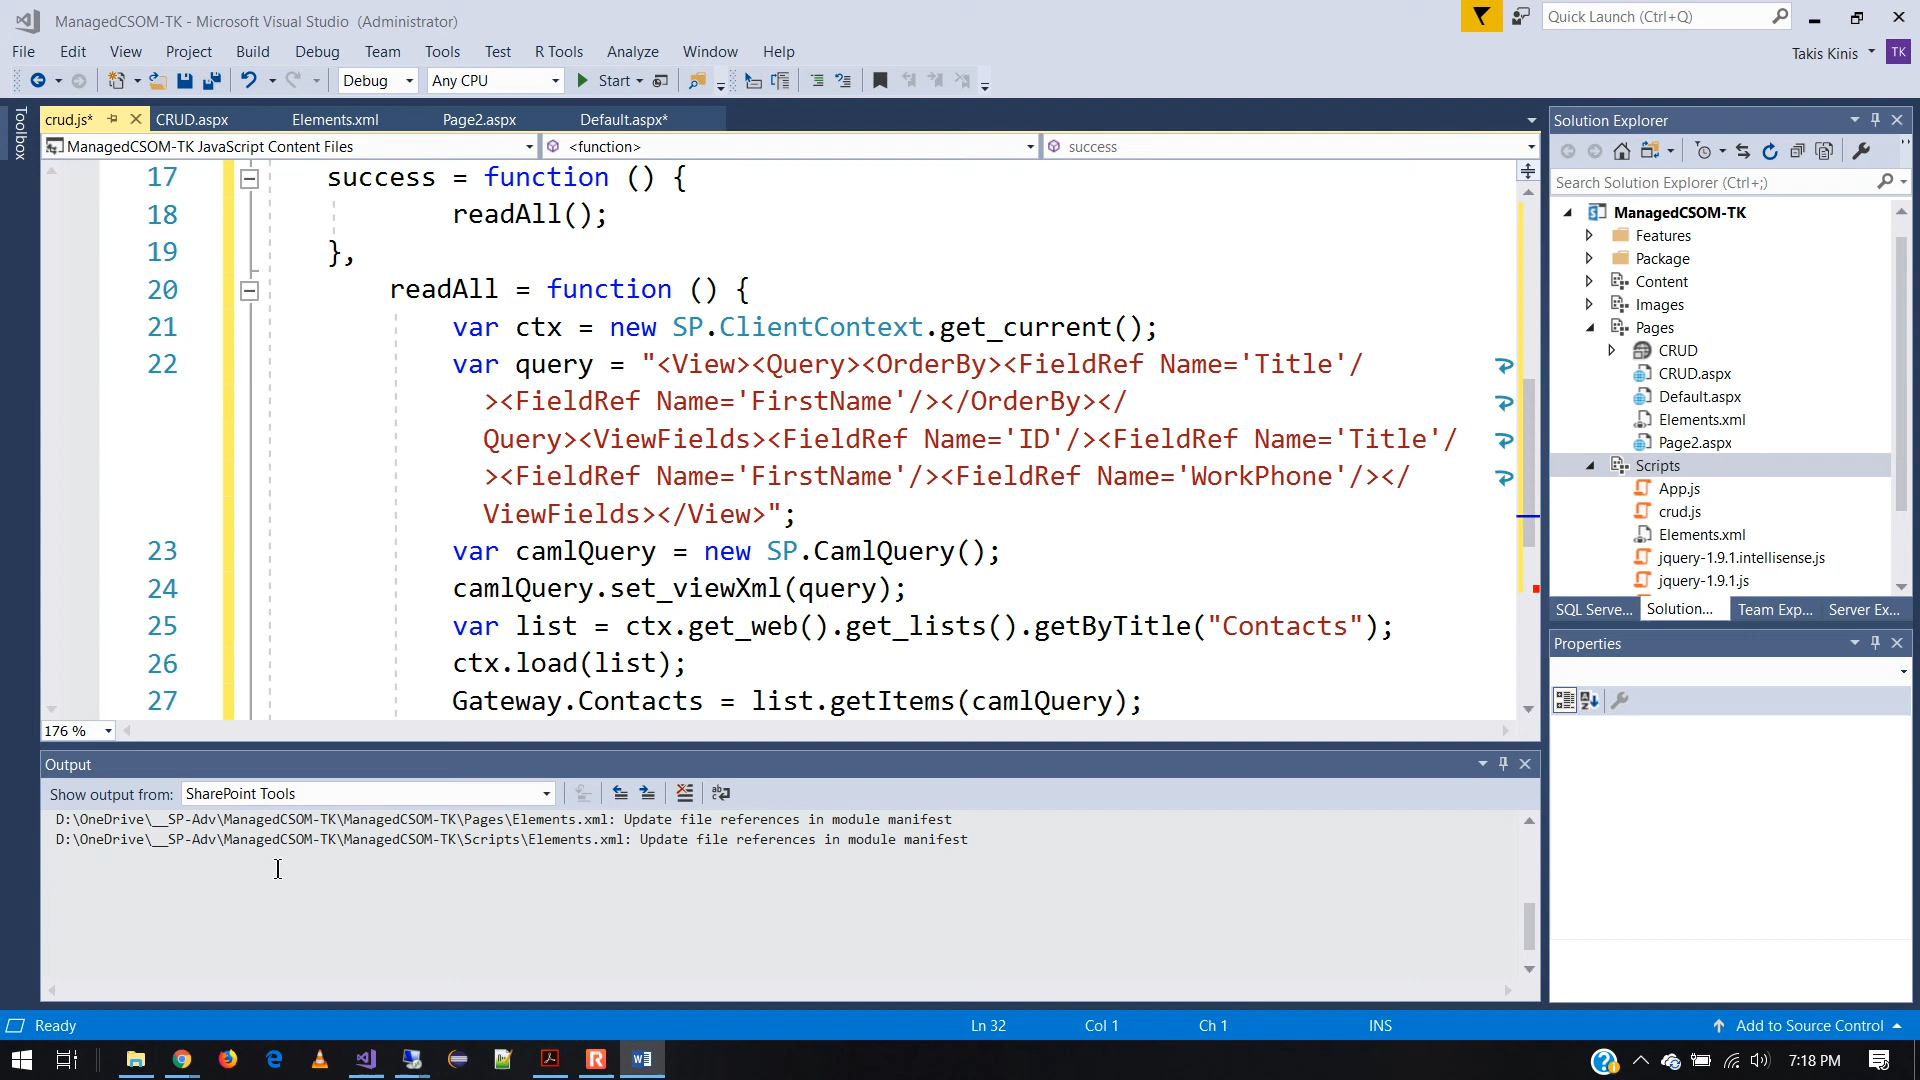 ManagedCSOM-TK - Microsoft Visual Studio (Administrator)
Quick Launch (Ctrl+Q)
File Edit View Project Build Debug Team Tools Test R Tools Analyze Window Help
Takis Kinis TK
Debug Any CPU Start
Toolbox
crud.js* CRUD.aspx Elements.xml Page2.aspx Default.aspx*
ManagedCSOM-TK JavaScript Content Files <function> success
17 success = function () {
18 readAll();
19 },
20 readAll = function () {
21 var ctx = new SP.ClientContext.get_current();
22 var query = "<View><Query><OrderBy><FieldRef Name='Title'/
><FieldRef Name='FirstName'/></OrderBy></
Query><ViewFields><FieldRef Name='ID'/><FieldRef Name='Title'/
><FieldRef Name='FirstName'/><FieldRef Name='WorkPhone'/></
ViewFields></View>";
23 var camlQuery = new SP.CamlQuery();
24 camlQuery.set_viewXml(query);
25 var list = ctx.get_web().get_lists().getByTitle("Contacts");
26 ctx.load(list);
27 Gateway.Contacts = list.getItems(camlQuery);
176 %
Output
Show output from: SharePoint Tools
D:\OneDrive\__SP-Adv\ManagedCSOM-TK\ManagedCSOM-TK\Pages\Elements.xml: Update file references in module manifest
D:\OneDrive\__SP-Adv\ManagedCSOM-TK\ManagedCSOM-TK\Scripts\Elements.xml: Update file references in module manifest
Solution Explorer
Search Solution Explorer (Ctrl+;)
ManagedCSOM-TK
Features
Package
Content
Images
Pages
CRUD
CRUD.aspx
Default.aspx
Elements.xml
Page2.aspx
Scripts
App.js
crud.js
Elements.xml
jquery-1.9.1.intellisense.js
jquery-1.9.1.js
SQL Serve... Solution... Team Exp... Server Ex...
Properties
Ready Ln 32 Col 1 Ch 1 INS Add to Source Control
7:18 PM